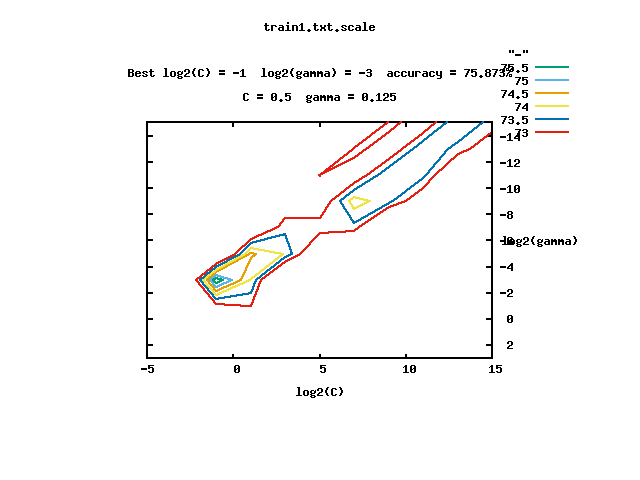 train1.txt.scale
"-"
Best log2(C) = -1  log2(gamma) = -3  accuracy = 75.873%
75.5
75
C = 0.5  gamma = 0.125
74.5
74
73.5
73
-14
-12
-10
-8
-6
log2(gamma)
-4
-2
0
2
-5 0 5 10 15
log2(C)